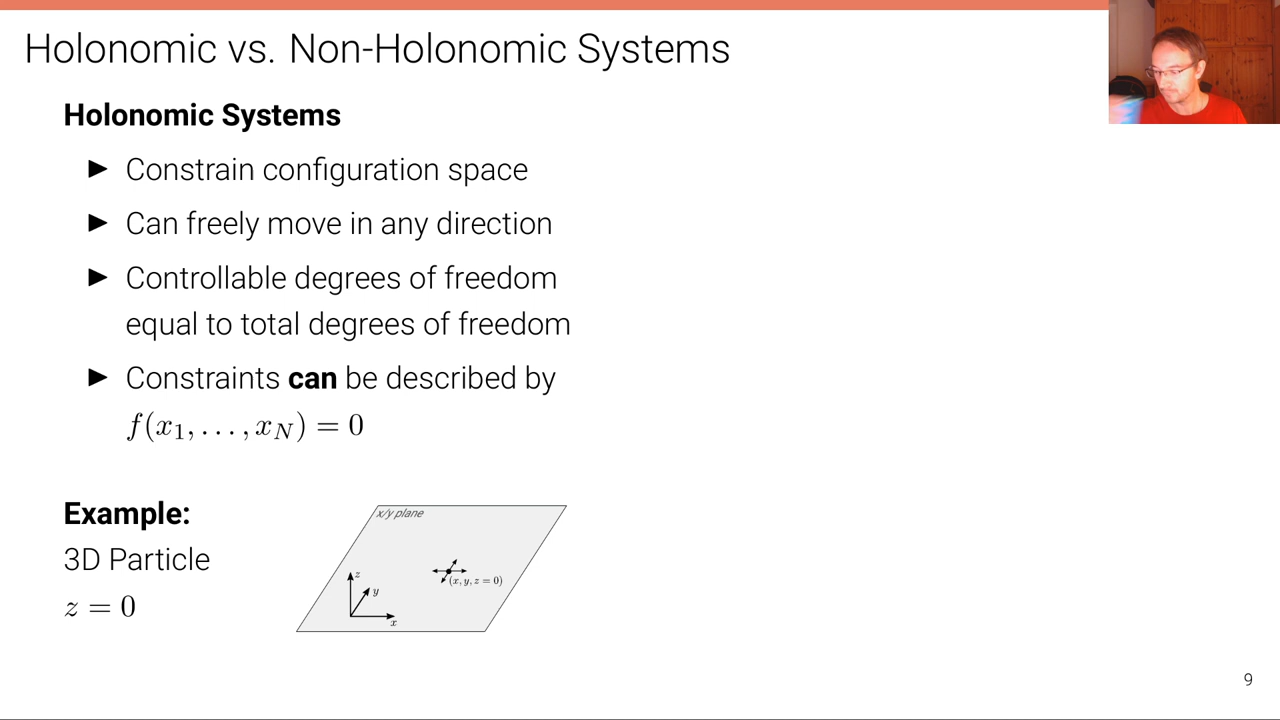 Holonomic vs. Non-Holonomic Systems
Holonomic Systems
▶ Constrain configuration space
▶ Can freely move in any direction
▶ Controllable degrees of freedom
equal to total degrees of freedom
▶ Constraints can be described by
f(x₁, . . . , x_N) = 0
Example:
3D Particle
z = 0
x/y plane
(x, y, z = 0)
z
y
x
9